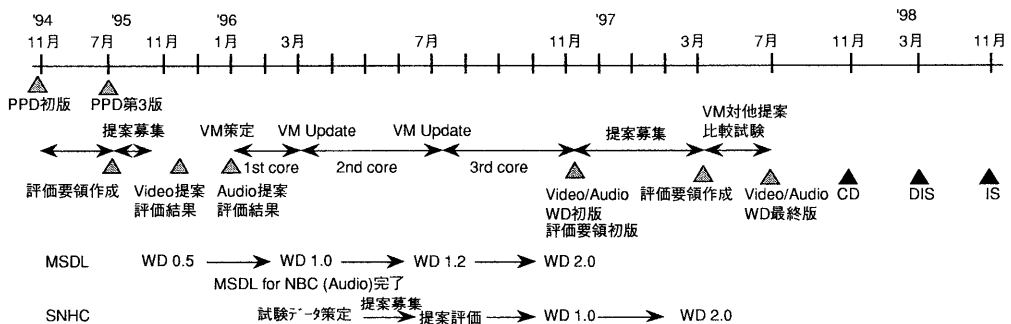 '94 '95 '96 '97 '98
11月 7月 11月 1月 3月 7月 11月 3月 7月 11月 3月 11月
PPD初版 PPD第3版
提案募集 VM策定 VM Update VM Update 提案募集 VM対他提案
比較試験
1st core 2nd core 3rd core
評価要領作成 Video提案
評価結果 Audio提案
評価結果 Video/Audio
WD初版
評価要領初版 評価要領作成 Video/Audio
WD最終版 CD DIS IS
MSDL WD 0.5 WD 1.0 WD 1.2 WD 2.0
MSDL for NBC (Audio)完了
SNHC 試験データ策定 提案募集 提案評価 WD 1.0 WD 2.0